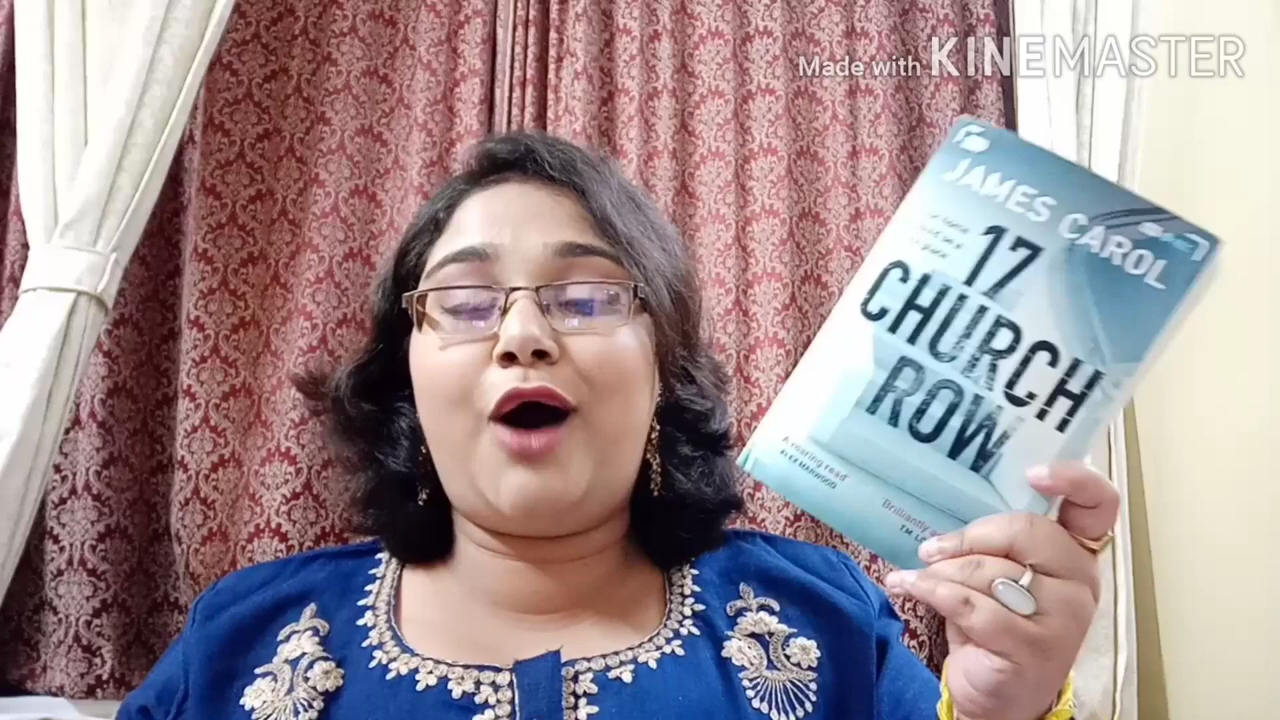 Made with KINEMASTER
JAMES CAROL
17
CHURCH
ROW
A roaring read
ALEX MARWOOD
'Brilliantly